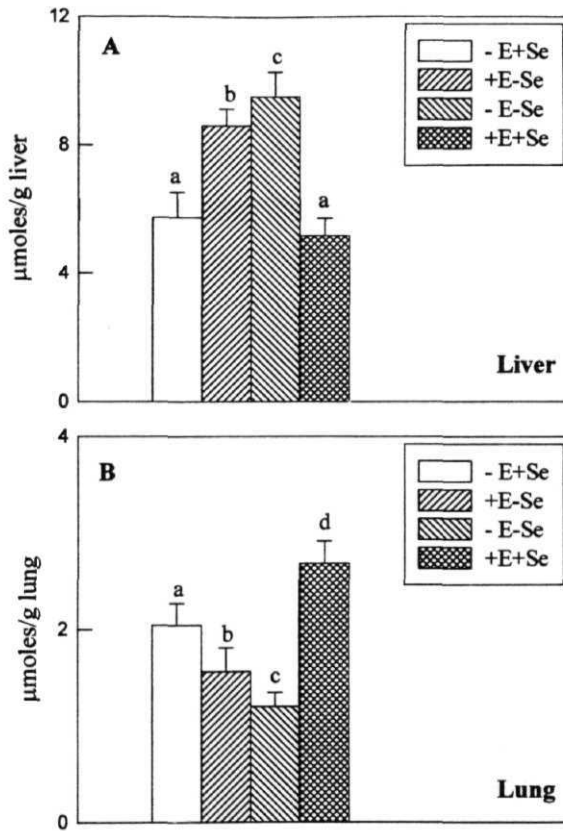 12
A
- E+Se
+E-Se
- E-Se
+E+Se
c
b
a
a
8
4
0
μmoles/g liver
Liver
4
B
- E+Se
+E-Se
- E-Se
+E+Se
d
a
b
c
2
0
μmoles/g lung
Lung